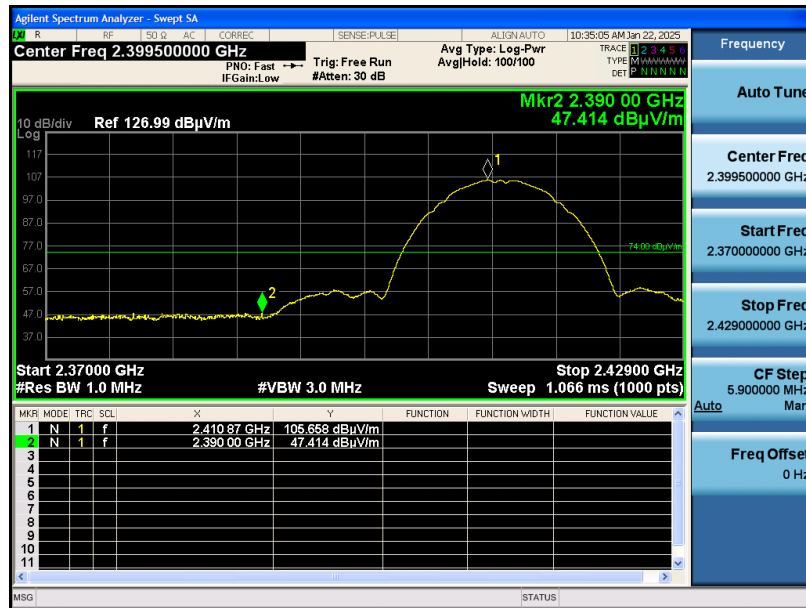 Agilent Spectrum Analyzer - Swept SA
LXI R RF 50 Ω AC CORREC SENSE:PULSE ALIGN AUTO 10:35:05 AM Jan 22, 2025
Center Freq 2.399500000 GHz
PNO: Fast
IFGain:Low
Trig: Free Run
#Atten: 30 dB
Avg Type: Log-Pwr
Avg|Hold: 100/100
TRACE 1 2 3 4 5 6
TYPE M WWWWW
DET P N N N N N
Mkr2 2.390 00 GHz
47.414 dBµV/m
10 dB/div Ref 126.99 dBµV/m
Log
117
107
97.0
87.0
77.0
67.0
57.0
47.0
37.0
1
2
74.00 dBµV/m
Start 2.37000 GHz Stop 2.42900 GHz
#Res BW 1.0 MHz #VBW 3.0 MHz Sweep 1.066 ms (1000 pts)
MKR MODE TRC SCL X Y FUNCTION FUNCTION WIDTH FUNCTION VALUE
1 N 1 f 2.410 87 GHz 105.658 dBµV/m
2 N 1 f 2.390 00 GHz 47.414 dBµV/m
3
4
5
6
7
8
9
10
11
MSG STATUS
Frequency
Auto Tune
Center Freq
2.399500000 GHz
Start Freq
2.370000000 GHz
Stop Freq
2.429000000 GHz
CF Step
5.900000 MHz
Auto Man
Freq Offset
0 Hz